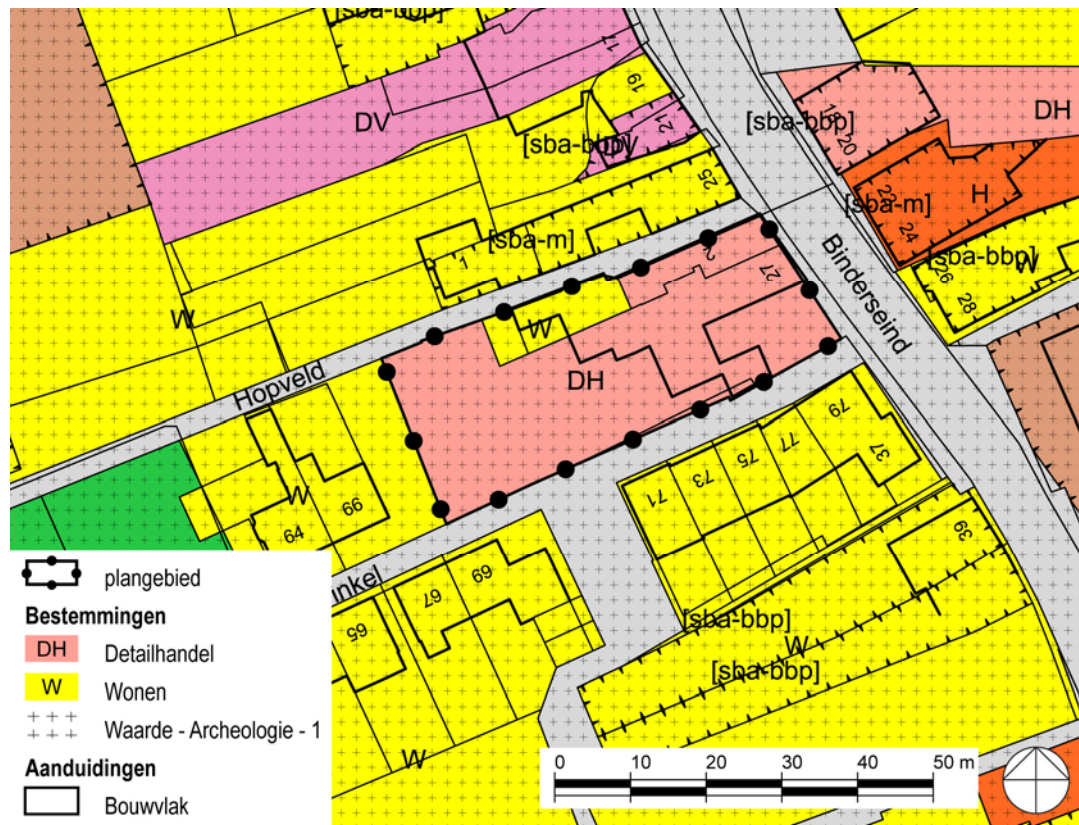 [sba-bbp]
17
19
DV
[sba-bbp]
21
DV
25
[sba-bbp]
18
20
DH
[sba-m]
22
24
H
[sba-bbp]
W
26
28
[sba-m]
1
2
27
Binderseind
W
W
DH
Hopveld
W
64
66
79
77
75
73
71
37
39
inkel
69
67
65
[sba-bbp]
W
[sba-bbp]
W
plangebied
Bestemmingen
DH Detailhandel
W Wonen
Waarde - Archeologie - 1
Aanduidingen
Bouwvlak
0 10 20 30 40 50 m